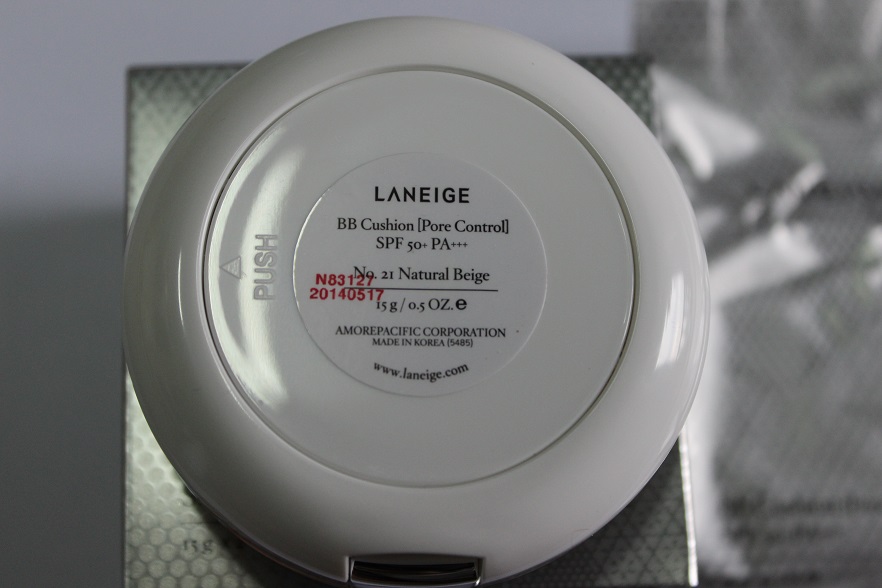 LANEIGE
BB Cushion [Pore Control]
SPF 50+ PA+++
No. 21 Natural Beige
N83127
20140517
15 g / 0.5 OZ. e
AMOREPACIFIC CORPORATION
MADE IN KOREA (5485)
www.laneige.com
PUSH
15 g